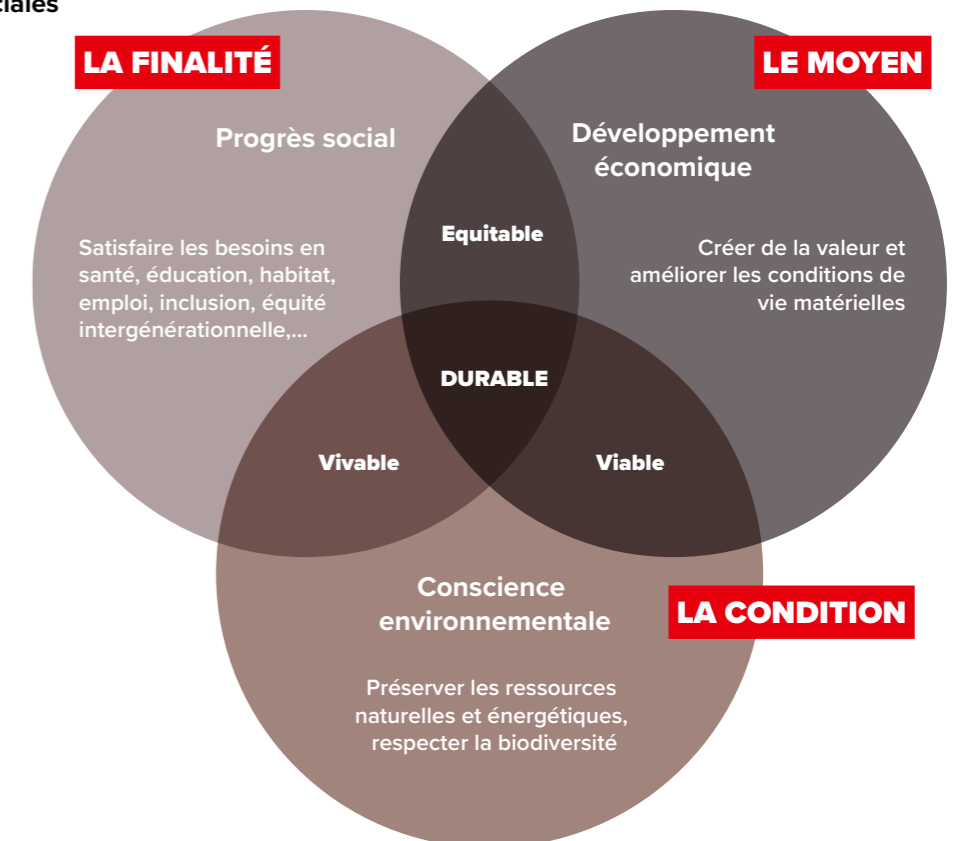 LA FINALITÉ
LE MOYEN
Progrès social
Développement
économique
Equitable
Satisfaire les besoins en
santé, éducation, habitat,
emploi, inclusion, équité
intergénérationnelle,...
Créer de la valeur et
améliorer les conditions de
vie matérielles
DURABLE
Vivable
Viable
Conscience
environnementale
LA CONDITION
Préserver les ressources
naturelles et énergétiques,
respecter la biodiversité